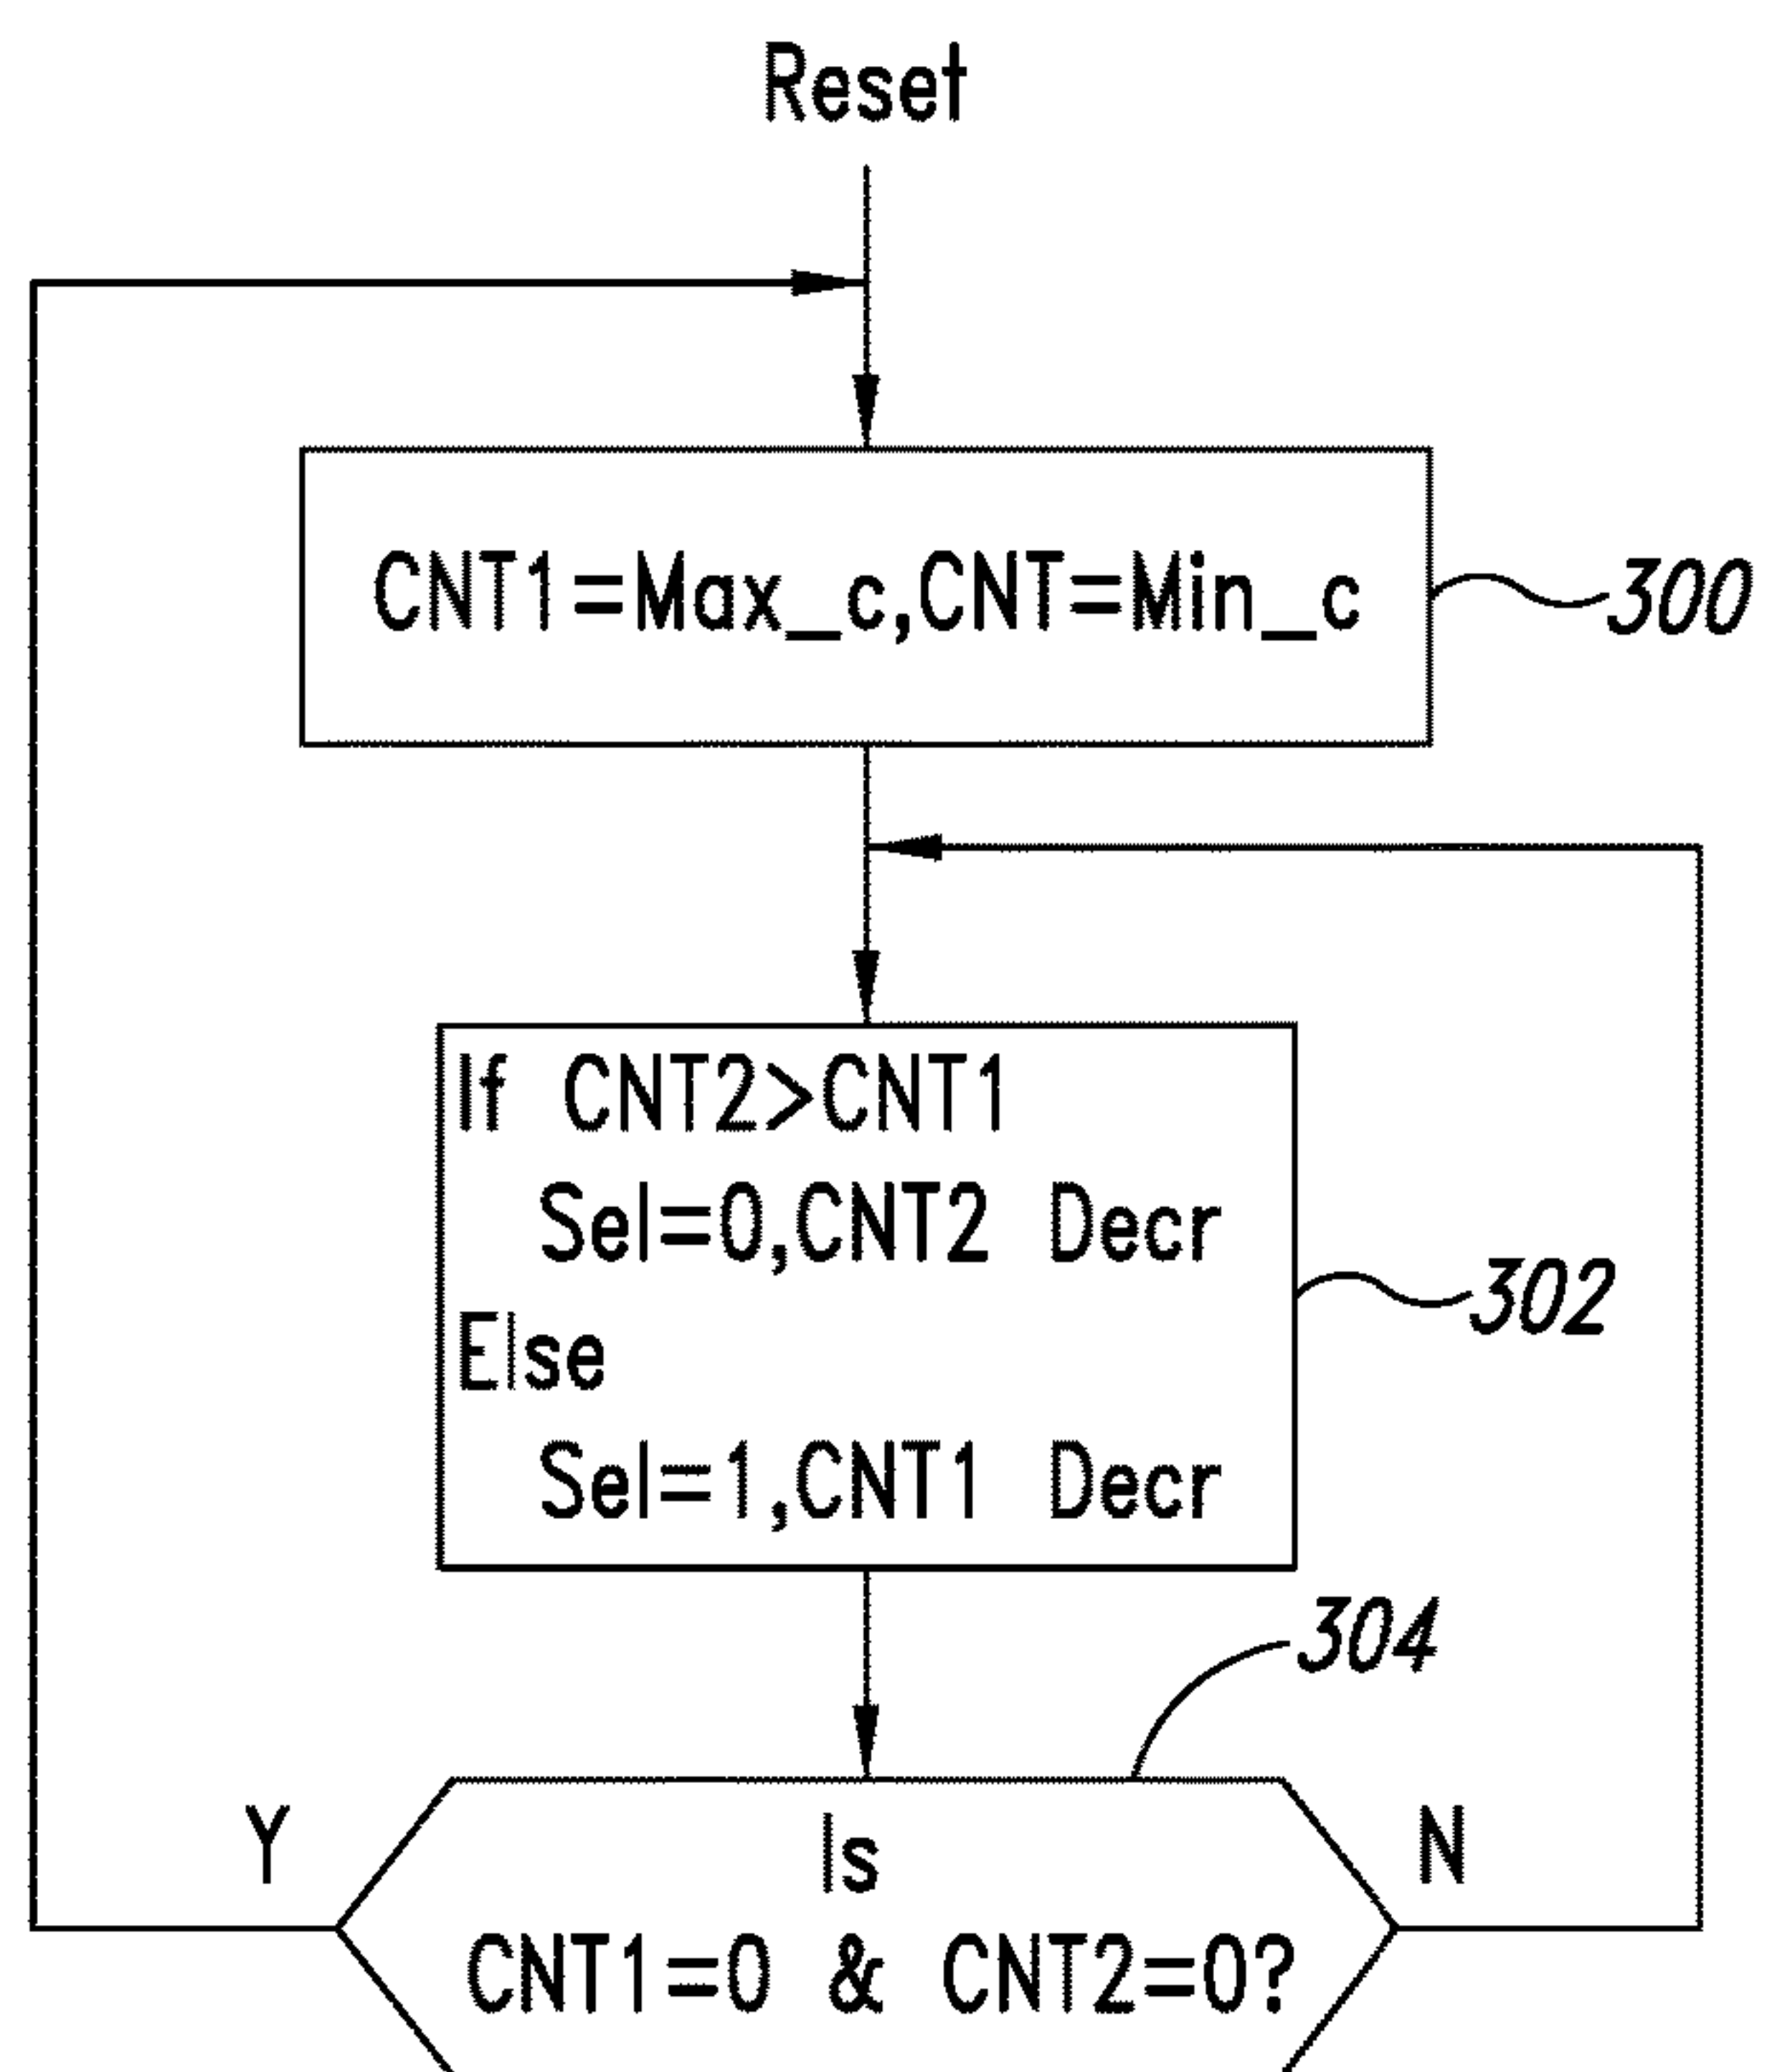 Reset
CNT1=Max_c,CNT=Min_c
300
If CNT2>CNT1
Sel=0,CNT2 Decr
Else
Sel=1,CNT1 Decr
302
304
Y
Is
N
CNT1=0 & CNT2=0?